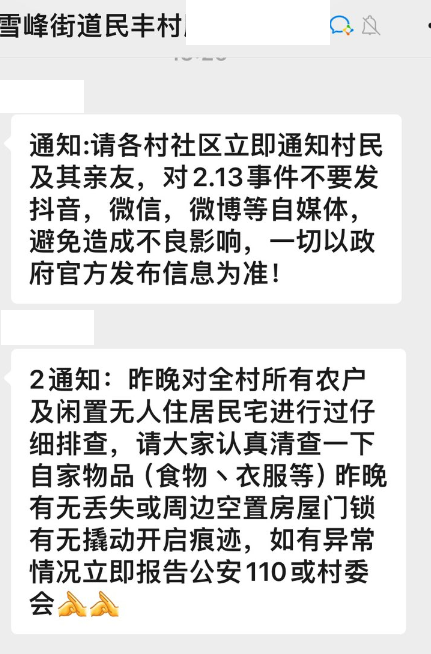 雪峰街道民丰村
通知:请各村社区立即通知村民
及其亲友，对2.13事件不要发
抖音，微信，微博等自媒体，
避免造成不良影响，一切以政
府官方发布信息为准！
2通知：昨晚对全村所有农户
及闲置无人住居民宅进行过仔
细排查，请大家认真清查一下
自家物品（食物、衣服等）昨晚
有无丢失或周边空置房屋门锁
有无撬动开启痕迹，如有异常
情况立即报告公安110或村委
会